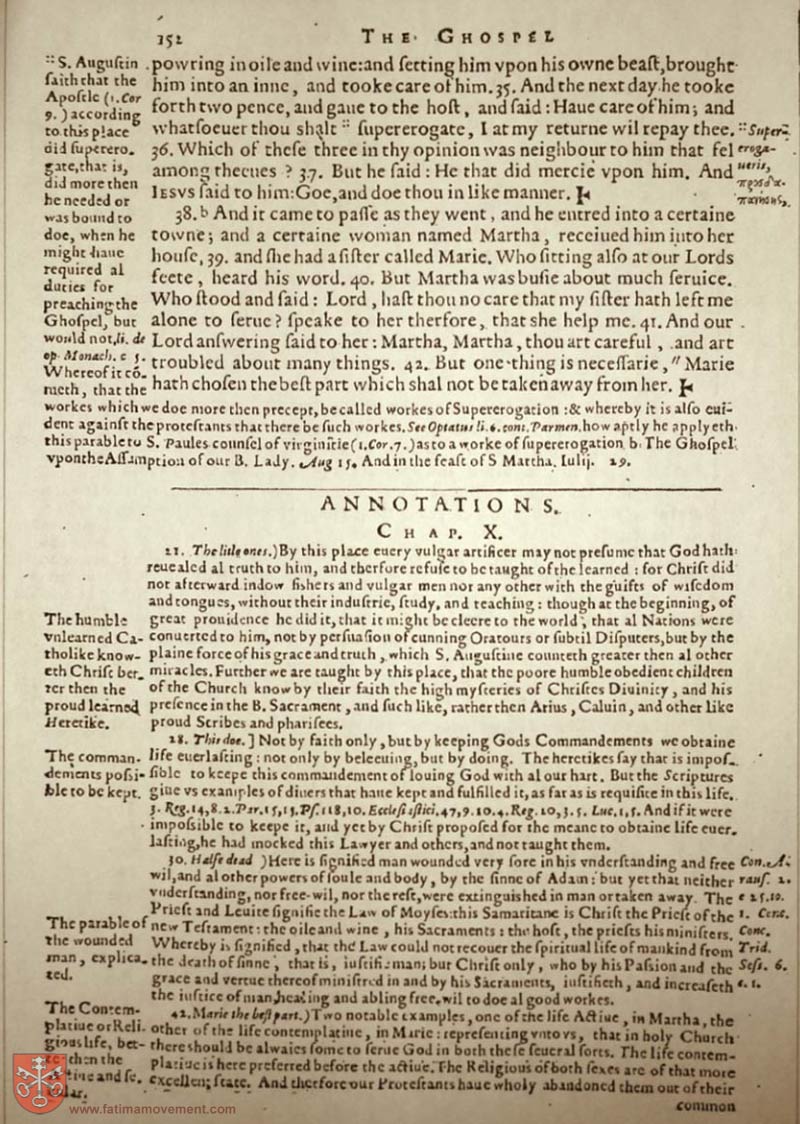 152 THE GHOSPEL
powring in oile and wine: and ſetting him vpon his owne beaſt, brought
him into an inne, and tooke care of him. 35. And the next day he tooke
forth two pence, and gaue to the hoſt, and ſaid: Haue care of him; and
whatſoeuer thou shalt :: ſupererogate, I at my returne wil repay thee.
36. Which of theſe three in thy opinion was neighbour to him that fel
among theeues? 37. But he ſaid: He that did mercie vpon him. And
IESVS ſaid to him: Goe, and doe thou in like manner.
38. b And it came to paſſe as they went, and he entred into a certaine
towne; and a certaine woman named Martha, receiued him into her
houſe, 39. and ſhe had a ſiſter called Marie. Who ſitting alſo at our Lords
feete, heard his word. 40. But Martha was buſie about much ſeruice.
Who ſtood and ſaid: Lord, haſt thou no care that my ſiſter hath left me
alone to ſerue? ſpeake to her therfore, that she help me. 41. And our
Lord anſwering ſaid to her: Martha, Martha, thou art careful, and art
troubled about many things. 42. But one thing is neceſſarie, " Marie
hath choſen the beſt part which shal not be taken away from her.
:: Super-
eroga-
ueris,
προσδα-
πανήσης.
:: S. Auguſtin
ſaith that the
Apoſtle (1. Cor
9.) according
to this place
did ſuperero-
gate, that is,
did more then
he needed or
was bound to
doe, when he
might haue
required al
duties for
preaching the
Ghoſpel, but
would not, li. de
op. Monach. c 5.
Whereof it co-
meth, that the
workes which we doe more then precept, be called workes of Supererogation: & whereby it is alſo eui-
dent againſt the proteſtants that there be ſuch workes. See Optatus li. 6. cont. Parmen. how aptly he applyeth
this parable to S. Paules counſel of virginitie (1. Cor. 7.) as to a worke of ſupererogation b. The Ghoſpel
vpon the Aſſumption of our B. Lady. Aug 15. And in the feaſt of S Martha. Iulij. 29.
ANNOTATIONS.
CHAP. X.
21. The litle ones.) By this place euery vulgar artificer may not preſume that God hath
reuealed al truth to him, and therfore refuſe to be taught of the learned: for Chriſt did
not afterward indow fishers and vulgar men nor any other with the guifts of wiſedom
and tongues, without their induſtrie, ſtudy, and teaching: though at the beginning, of
great prouidence he did it, that it might be cleere to the world, that al Nations were
conuerted to him, not by perſuaſion of cunning Oratours or ſubtil Diſputers, but by the
plaine force of his grace and truth, which S. Auguſtine counteth greater then al other
miracles. Further we are taught by this place, that the poore humble obedient children
of the Church know by their faith the high myſteries of Chriſtes Diuinity, and his
preſence in the B. Sacrament, and ſuch like, rather then Arius, Caluin, and other like
proud Scribes and phariſees.
The humble
vnlearned Ca-
tholike know-
eth Chriſt bet-
ter then the
proud learned
Heretike.
28. This doe.] Not by faith only, but by keeping Gods Commandements we obtaine
life euerlaſting: not only by beleeuing, but by doing. The heretikes ſay that is impoſ-
ſible to keepe this commandement of louing God with al our hart. But the Scriptures
giue vs examples of diuers that haue kept and fulfilled it, as far as is requiſite in this life.
3. Reg. 14, 8. 2. Par. 15, 15. Pſ. 118, 10. Eccleſiaſtici. 47, 9. 10. 4. Reg. 20, 3. 5. Luc. 1, 5. And if it were
impoſsible to keepe it, and yet by Chriſt propoſed for the meane to obtaine life euer-
laſting, he had mocked this Lawyer and others, and not taught them.
The comman-
dements poſſi-
ble to be kept.
30. Halfe dead) Here is ſignified man wounded very ſore in his vnderſtanding and free
wil, and al other powers of ſoule and body, by the ſinne of Adam: but yet that neither
vnderſtanding, nor free-wil, nor the reſt, were extinguished in man or taken away. The
Prieſt and Leuite ſignifie the Law of Moyſes: this Samaritane is Chriſt the Prieſt of the
new Teſtament: the oile and wine, his Sacraments: the hoſt, the prieſts his miniſters.
Whereby is ſignified, that the Law could not recouer the ſpiritual life of mankind from
the death of ſinne, that is, iuſtifie man; but Chriſt only, who by his Paſsion and the
grace and vertue therof miniſtred in and by his Sacraments, iuſtifieth, and increaſeth
the iuſtice of man, healing and abling free-wil to doe al good workes.
Con. A-
rauſ. 2.
c 25. 10.
1. Cene.
Conc.
Trid.
Seſs. 6.
c. 1.
The parable of
the wounded
man, explica-
ted.
42. Marie the beſt part.) Two notable examples, one of the life Actiue, in Martha, the
other of the life contemplatiue, in Marie: repreſenting vnto vs, that in holy Church
there should be alwaies ſome to ſerue God in both theſe ſeueral ſorts. The life contem-
platiue is here preferred before the actiue. The Religious of both ſexes are of that more
excellent ſtate. And therfore our Proteſtants haue wholy abandoned them out of their
common
The Contem-
platiue or Reli-
gious life, bet-
ter then the
actiue and ſe-
cular.
www.fatimamovement.com